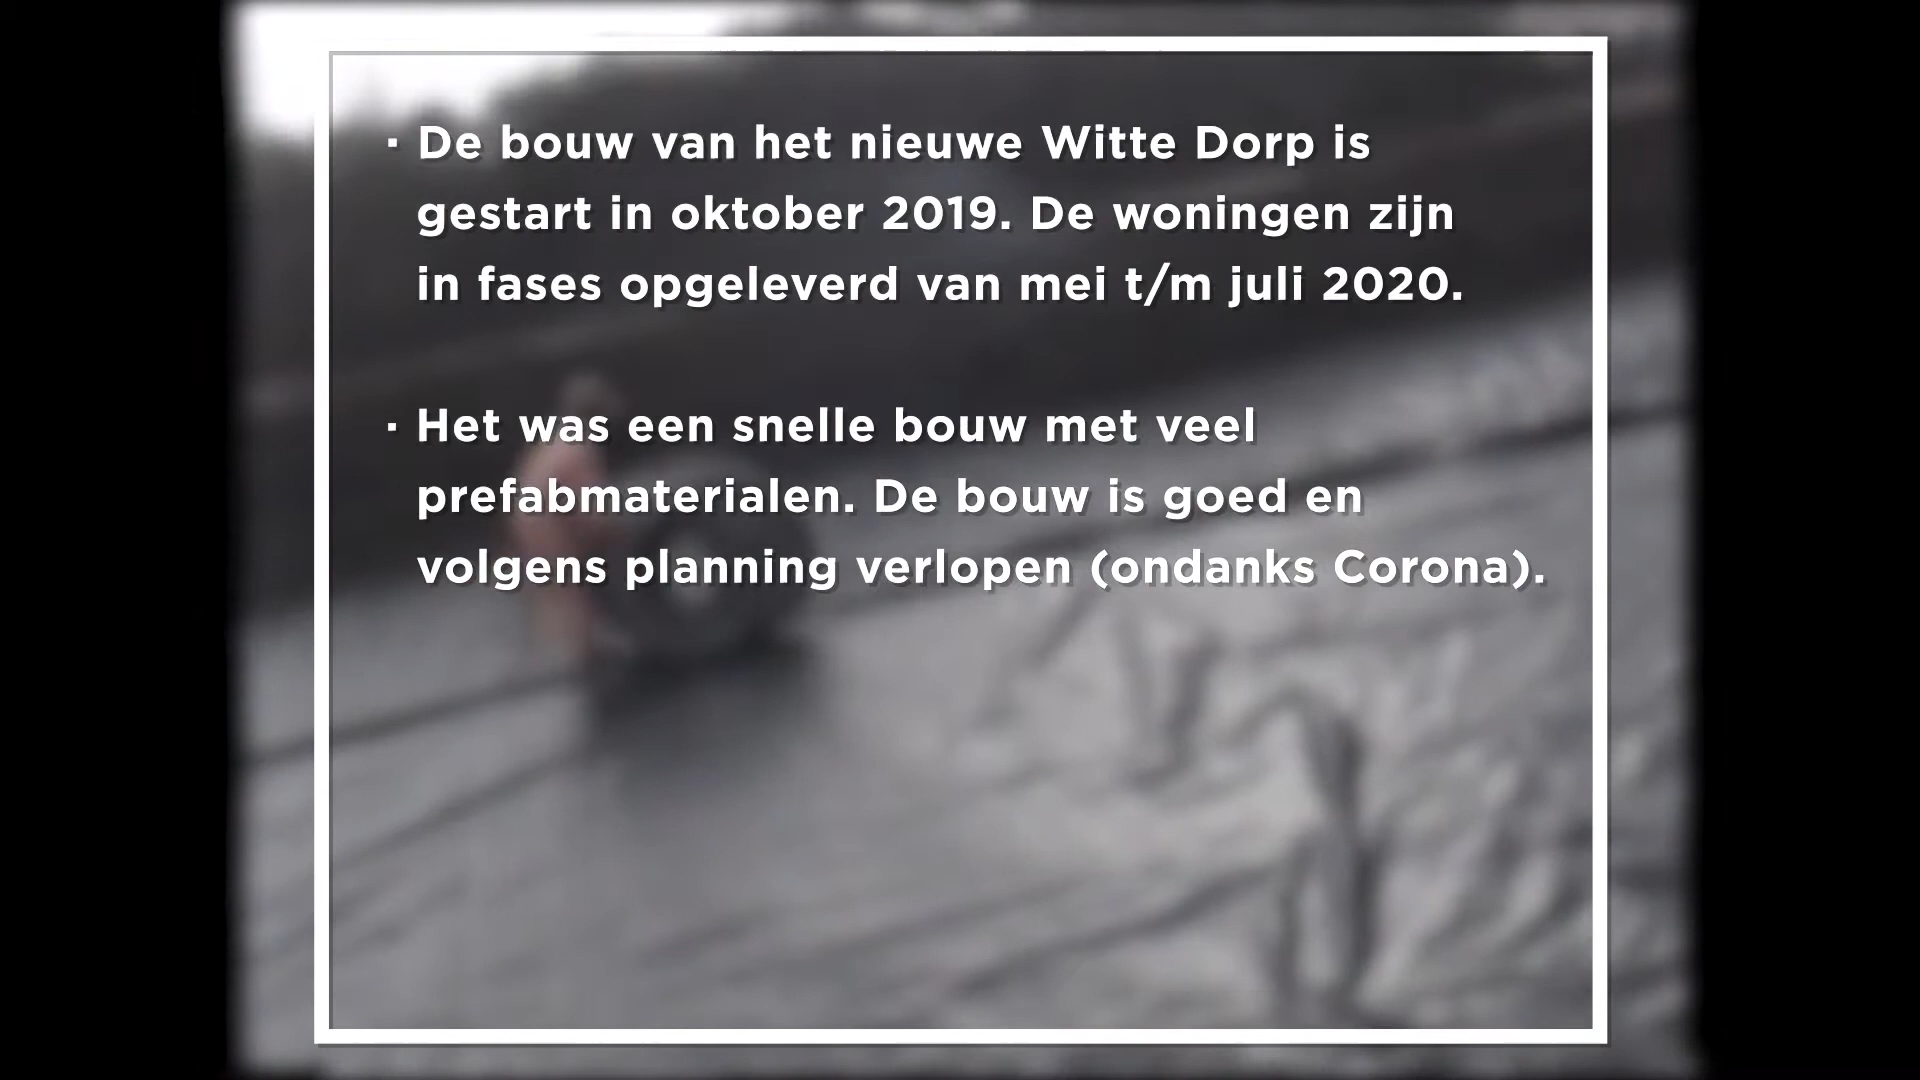 · De bouw van het nieuwe Witte Dorp is
gestart in oktober 2019. De woningen zijn
in fases opgeleverd van mei t/m juli 2020.
· Het was een snelle bouw met veel
prefabmaterialen. De bouw is goed en
volgens planning verlopen (ondanks Corona).